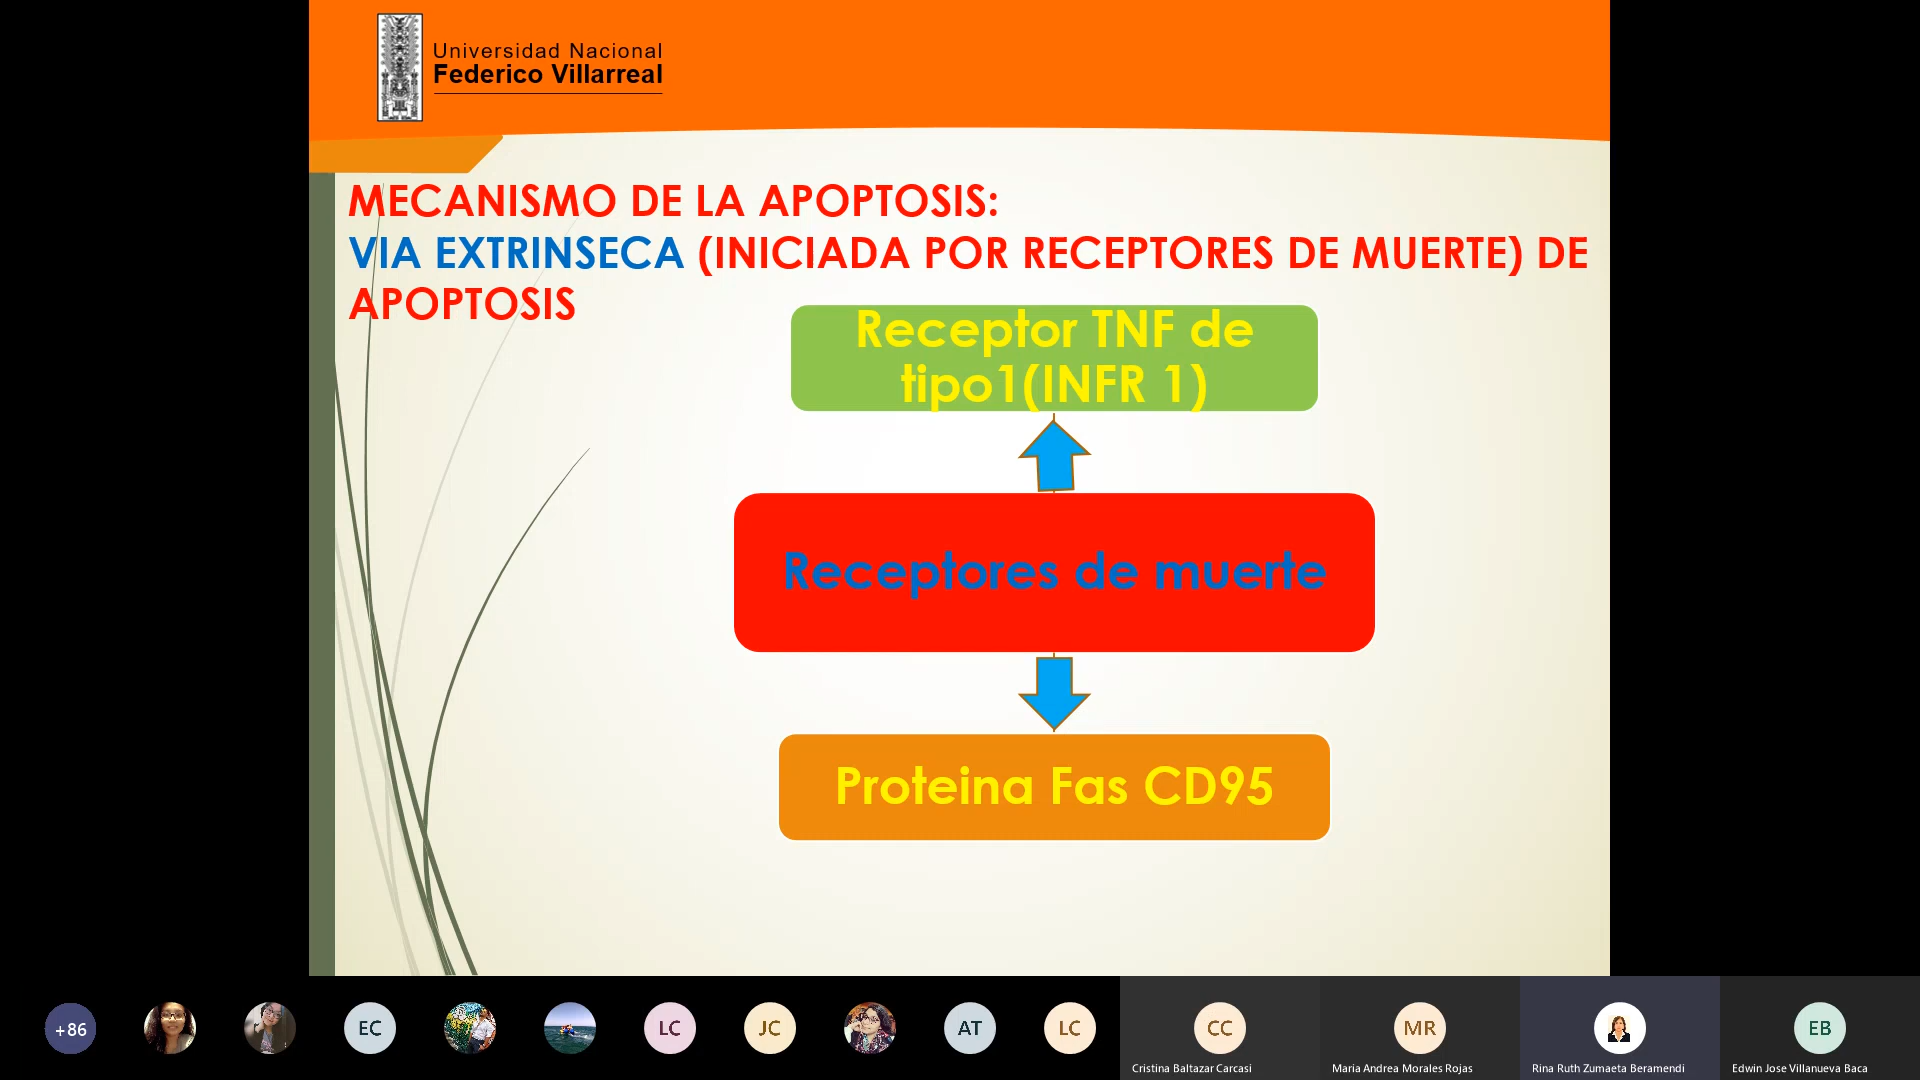 Universidad Nacional
Federico Villarreal
MECANISMO DE LA APOPTOSIS:
VIA EXTRINSECA (INICIADA POR RECEPTORES DE MUERTE) DE
APOPTOSIS
Receptor TNF de
tipo1(INFR 1)
Receptores de muerte
Proteina Fas CD95
+86
EC
LC
JC
AT
LC
CC
MR
EB
Cristina Baltazar Carcasi
Maria Andrea Morales Rojas
Rina Ruth Zumaeta Beramendi
Edwin Jose Villanueva Baca